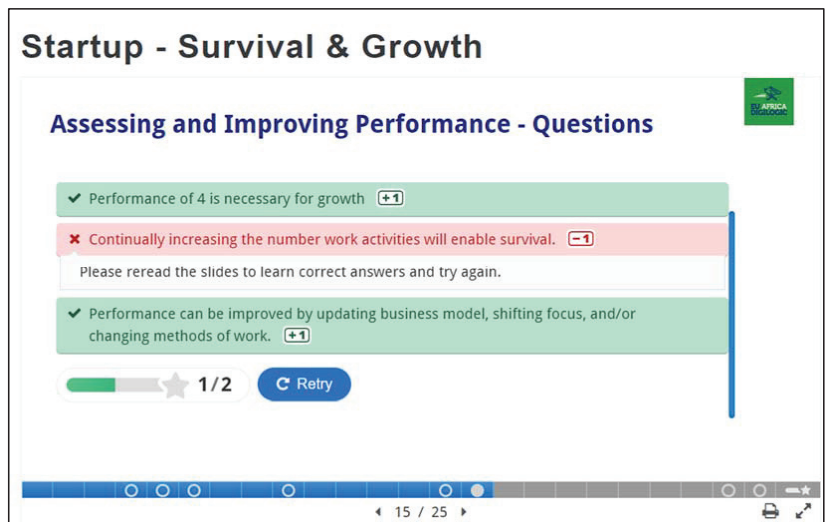 Startup - Survival & Growth
EU AFRICA
DIGILOGIC
Assessing and Improving Performance - Questions
Performance of 4 is necessary for growth +1
Continually increasing the number work activities will enable survival. -1
Please reread the slides to learn correct answers and try again.
Performance can be improved by updating business model, shifting focus, and/or
changing methods of work. +1
1/2 Retry
15 / 25